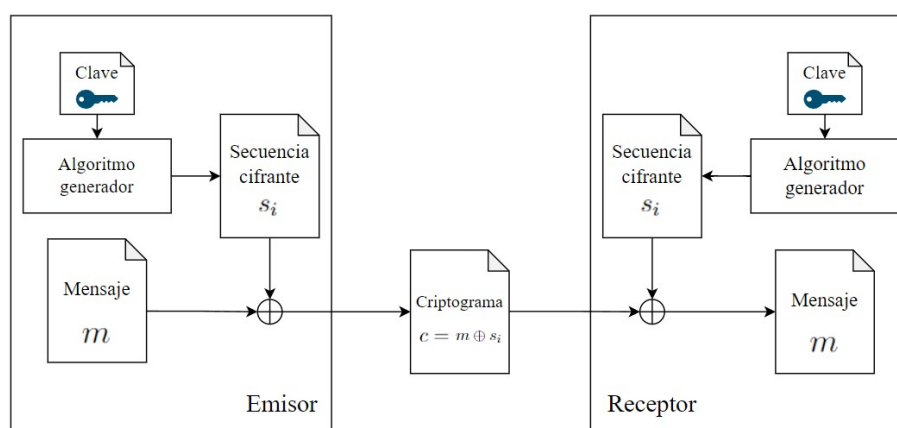 Clave
Algoritmo
generador
Secuencia
cifrante
s_i
Mensaje
m
Emisor
Criptograma
c = m ⊕ s_i
Clave
Algoritmo
generador
Secuencia
cifrante
s_i
Mensaje
m
Receptor